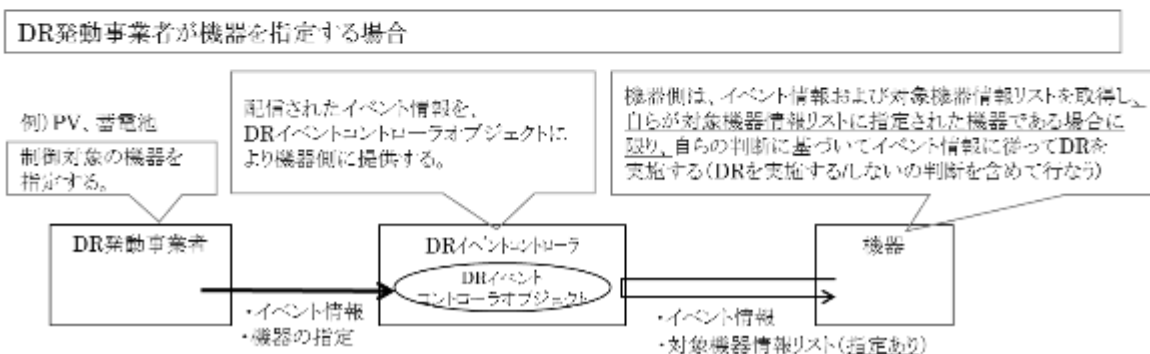 DR発動事業者が機器を指定する場合
例) PV、蓄電池
制御対象の機器を
指定する。
配信されたイベント情報を、
DRイベントコントローラオブジェクトに
より機器側に提供する。
機器側は、イベント情報および対象機器情報リストを取得し、
自らが対象機器情報リストに指定された機器である場合に
限り、自らの判断に基づいてイベント情報に従ってDRを
実施する(DRを実施する/しないの判断を含めて行なう)
DR発動事業者
DRイベントコントローラ
DRイベント
コントローラオブジェクト
機器
・イベント情報
・機器の指定
・イベント情報
・対象機器情報リスト(指定あり)